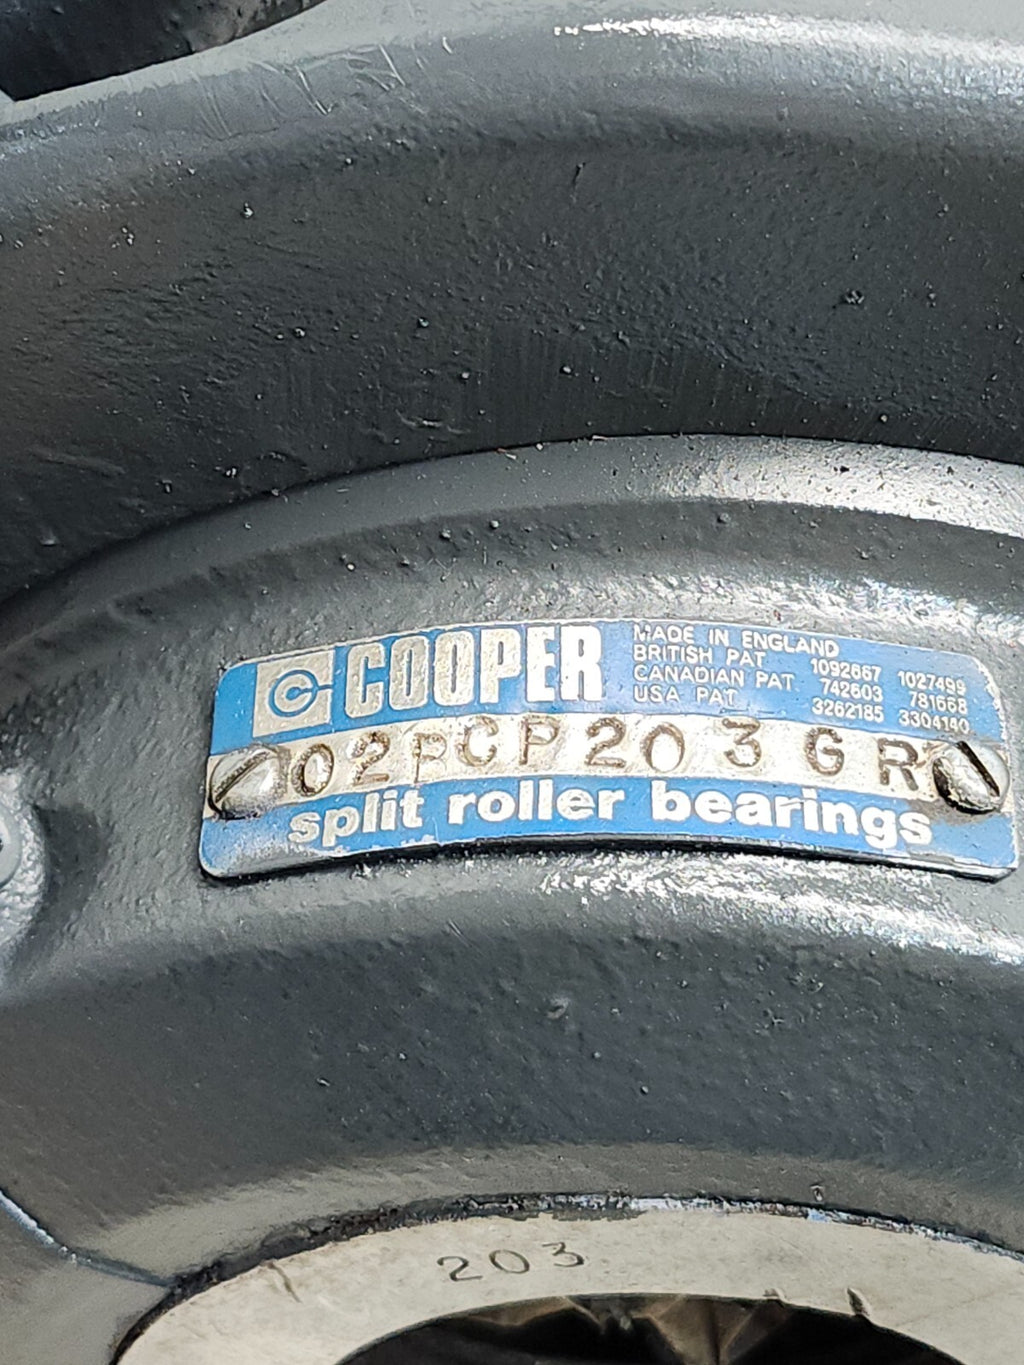 COOPER
MADE IN ENGLAND
BRITISH PAT 1092667 1027499
CANADIAN PAT 742603 781668
USA PAT 3262185 3304140
02BCP203GR
split roller bearings
203